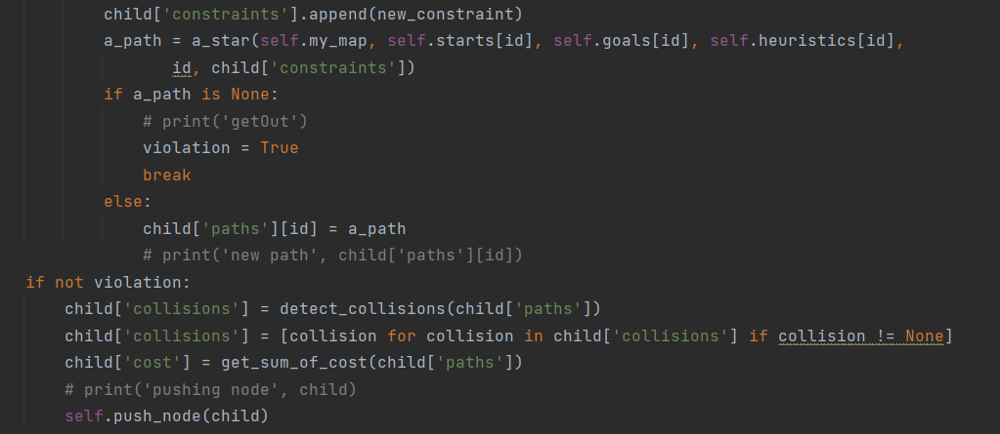 child['constraints'].append(new_constraint)
a_path = a_star(self.my_map, self.starts[id], self.goals[id], self.heuristics[id],
id, child['constraints'])
if a_path is None:
# print('getOut')
violation = True
break
else:
child['paths'][id] = a_path
# print('new path', child['paths'][id])
if not violation:
child['collisions'] = detect_collisions(child['paths'])
child['collisions'] = [collision for collision in child['collisions'] if collision != None]
child['cost'] = get_sum_of_cost(child['paths'])
# print('pushing node', child)
self.push_node(child)